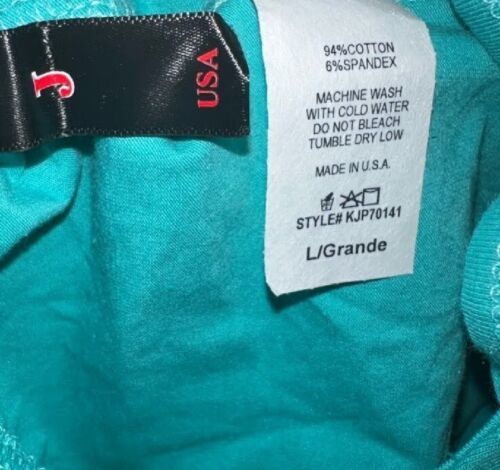 J
USA
94%COTTON
6%SPANDEX
MACHINE WASH
WITH COLD WATER
DO NOT BLEACH
TUMBLE DRY LOW
MADE IN U.S.A.
STYLE# KJP70141
L/Grande